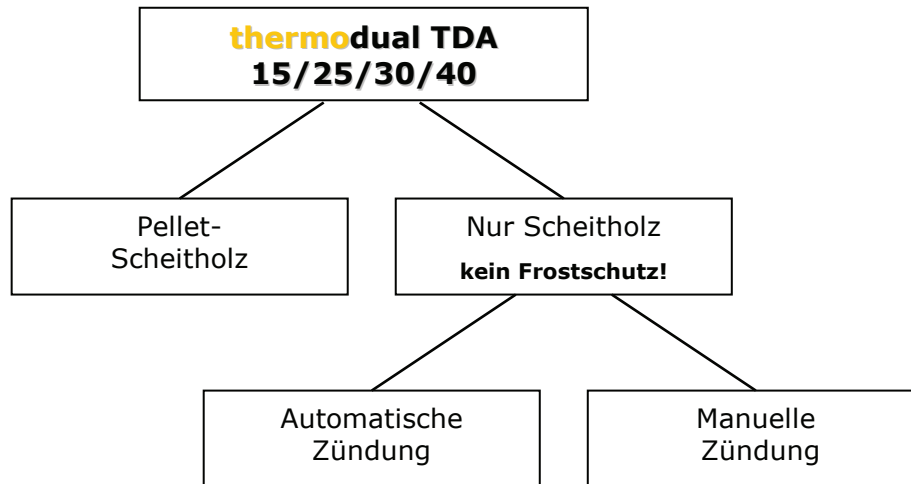 thermodual TDA
15/25/30/40
Pellet-
Scheitholz
Nur Scheitholz
kein Frostschutz!
Automatische
Zündung
Manuelle
Zündung